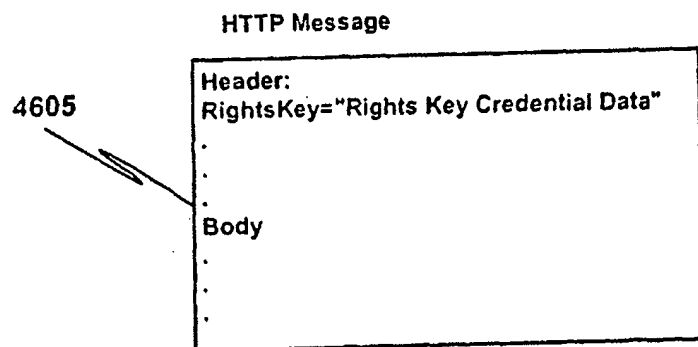 HTTP Message
4605
Header:
RightsKey="Rights Key Credential Data"
.
.
.
Body
.
.
.